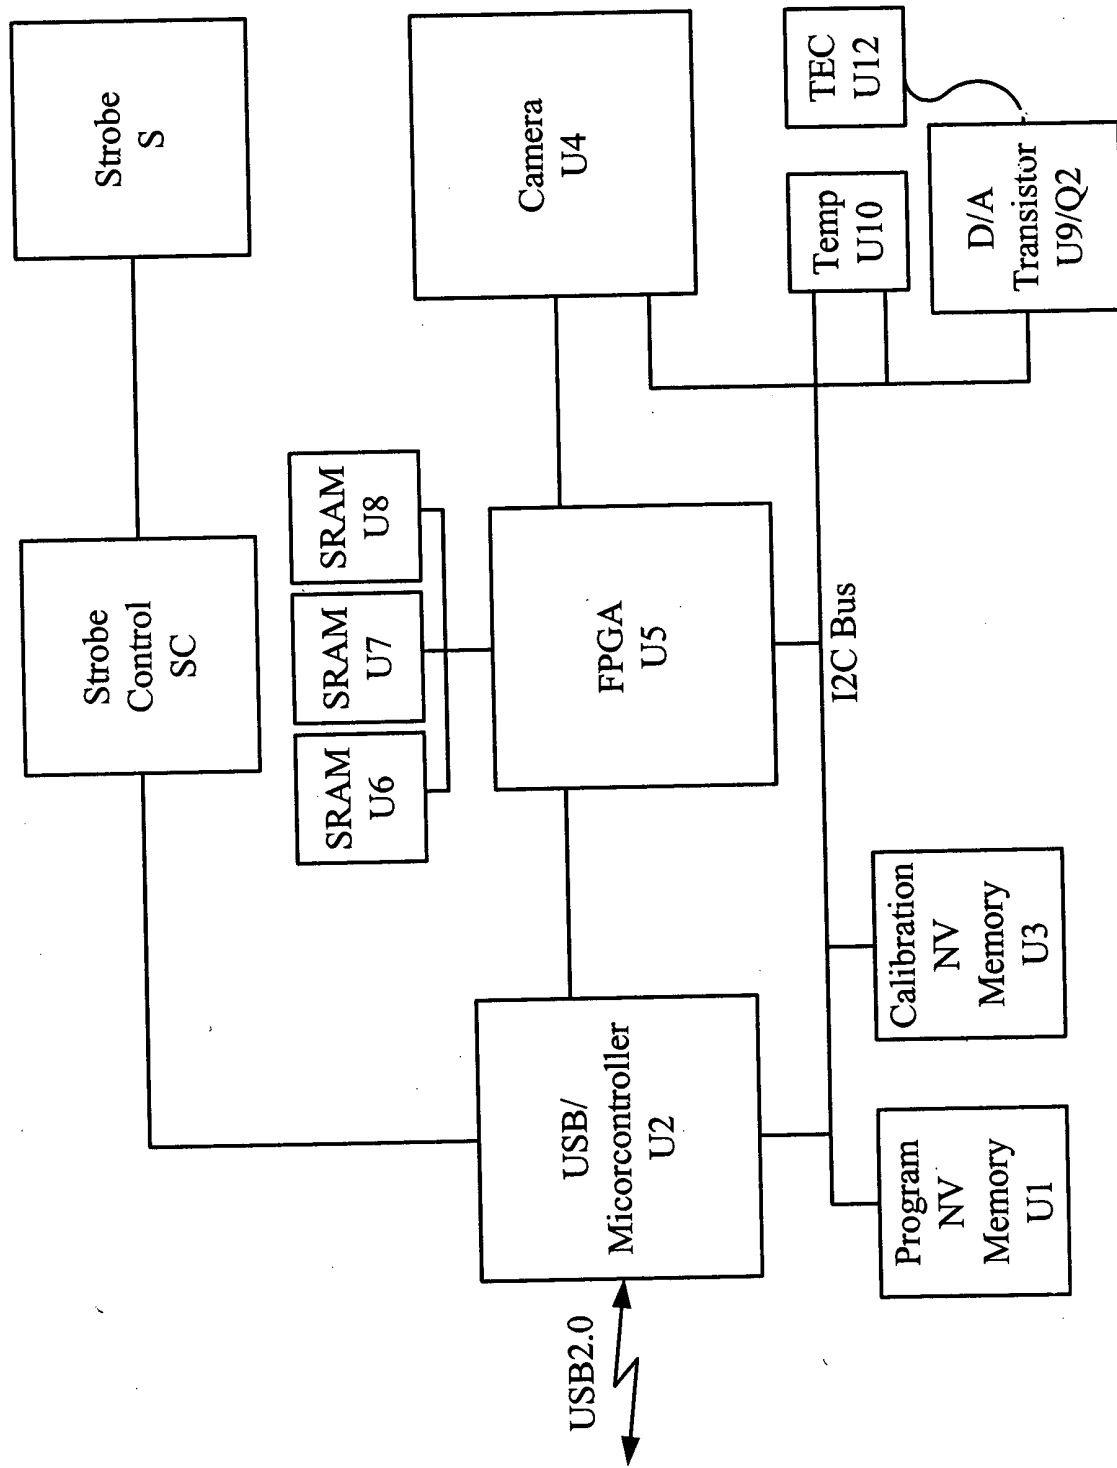 Strobe
Control
SC
Strobe
S
SRAM
U6
SRAM
U7
SRAM
U8
USB2.0
USB/
Micorcontroller
U2
FPGA
U5
Camera
U4
I2C Bus
Program
NV
Memory
U1
Calibration
NV
Memory
U3
Temp
U10
TEC
U12
D/A
Transistor
U9/Q2